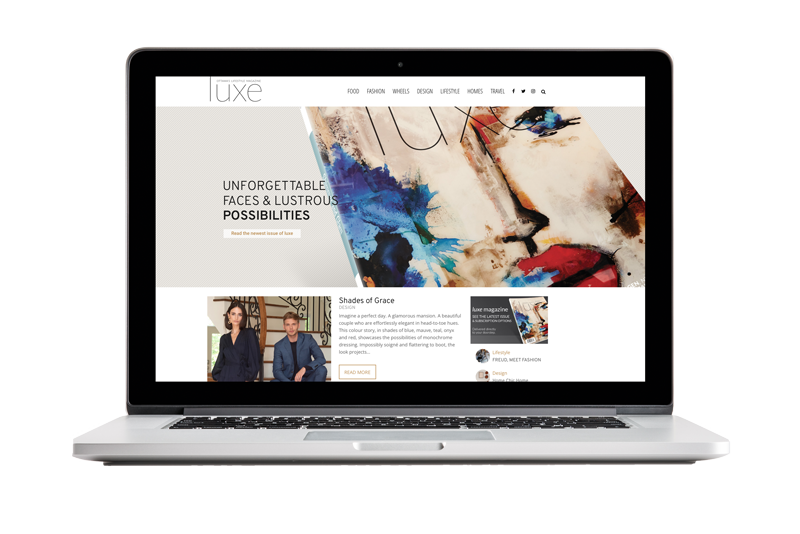 OTTAWA'S LIFESTYLE MAGAZINE
luxe
FOOD FASHION WHEELS DESIGN LIFESTYLE HOMES TRAVEL
luxe
UNFORGETTABLE
FACES & LUSTROUS
POSSIBILITIES
Read the newest issue of luxe
Shades of Grace
DESIGN
Imagine a perfect day. A glamorous mansion. A beautiful
couple who are effortlessly elegant in head-to-toe hues.
This colour story, in shades of blue, mauve, teal, onyx
and red, showcases the possibilities of monochrome
dressing. Impossibly soigné and flattering to boot, the
look projects...
READ MORE
luxe magazine
SEE THE LATEST ISSUE
& SUBSCRIPTION OPTIONS
Lifestyle
FREUD, MEET FASHION
Design